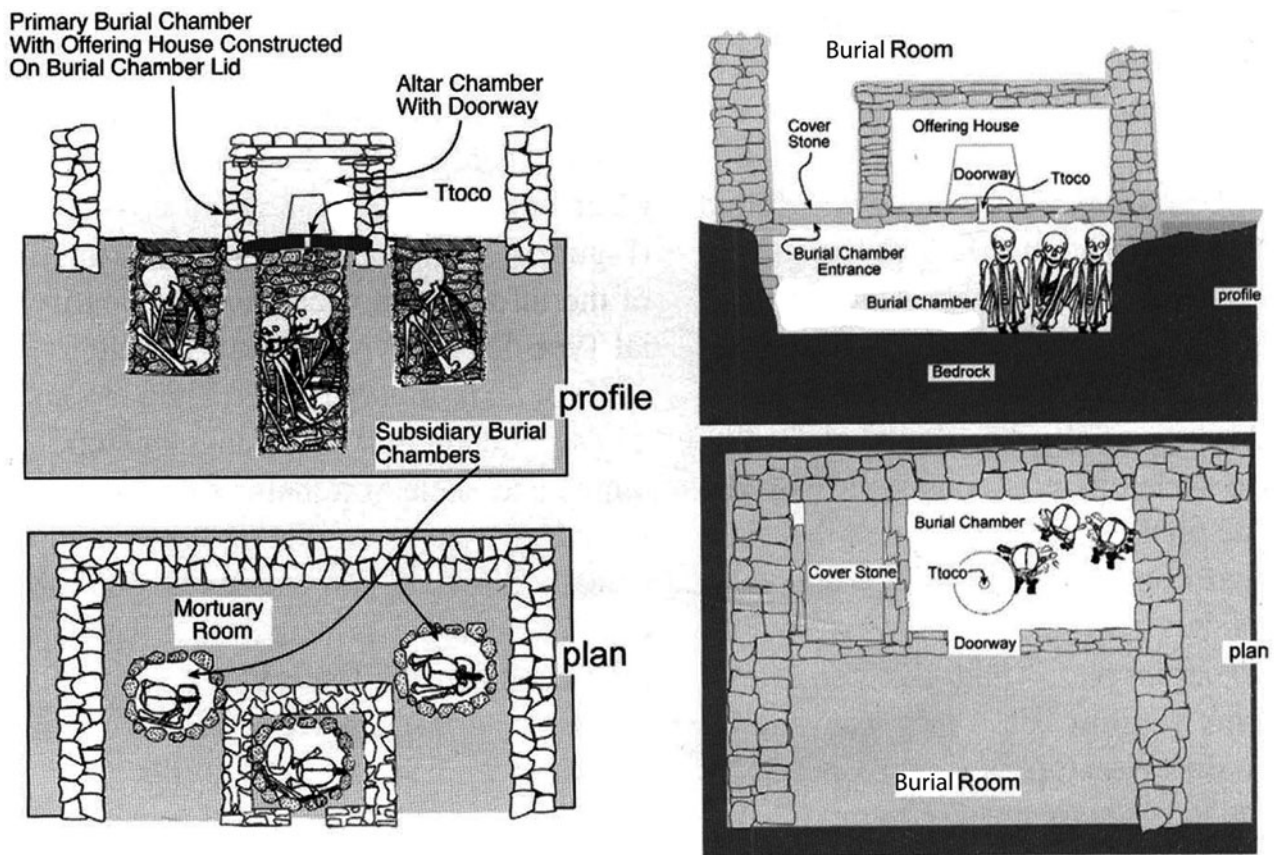 Primary Burial Chamber
With Offering House Constructed
On Burial Chamber Lid
Altar Chamber
With Doorway
Ttoco
profile
Subsidiary Burial
Chambers
Mortuary
Room
plan
Burial Room
Cover
Stone
Offering House
Doorway
Ttoco
Burial Chamber
Entrance
Burial Chamber
profile
Bedrock
Burial Chamber
Cover Stone
Ttoco
Doorway
plan
Burial Room